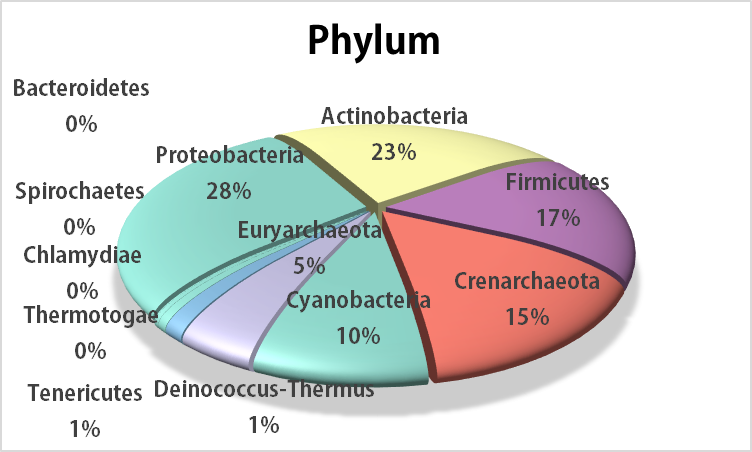 Phylum
Bacteroidetes
0%
Actinobacteria
23%
Proteobacteria
28%
Firmicutes
17%
Spirochaetes
0%
Euryarchaeota
5%
Chlamydiae
0%
Crenarchaeota
15%
Cyanobacteria
10%
Thermotogae
0%
Tenericutes
1%
Deinococcus-Thermus
1%